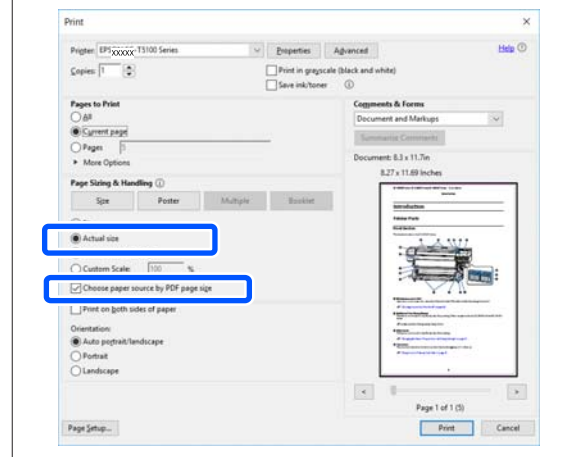 Print
Printer: EPS xxxxx -T5100 Series Properties Advanced Help
Copies: 1 Print in greyscale (black and white)
Save ink/toner
Pages to Print
All
Current page
Pages 5
More Options
Page Sizing & Handling
Size Poster Multiple Booklet
Actual size
Custom Scale: 100 %
Choose paper source by PDF page size
Print on both sides of paper
Orientation:
Auto portrait/landscape
Portrait
Landscape
Comments & Forms
Document and Markups
Summarize Comments
Document: 8.3 x 11.7in
8.27 x 11.69 Inches
Introduction
Printer Parts
< >
Page 1 of 1 (5)
Page Setup... Print Cancel